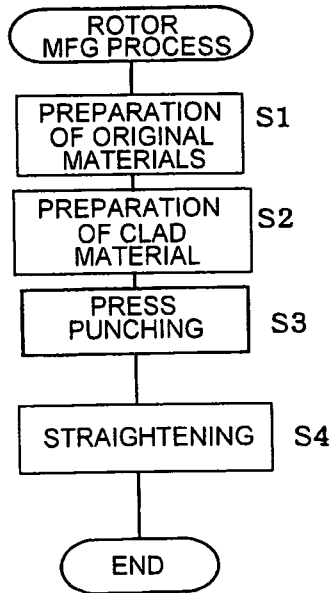 ROTOR
MFG PROCESS
PREPARATION
OF ORIGINAL
MATERIALS
S1
PREPARATION
OF CLAD
MATERIAL
S2
PRESS
PUNCHING
S3
STRAIGHTENING
S4
END